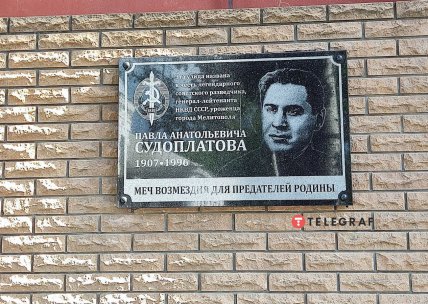 Эта улица названа
в честь легендарного
советского разведчика,
генерал-лейтенанта
НКВД СССР, уроженца
города Мелитополя
ПАВЛА АНАТОЛЬЕВИЧА
СУДОПЛАТОВА
1907•1996
МЕЧ ВОЗМЕЗДИЯ ДЛЯ ПРЕДАТЕЛЕЙ РОДИНЫ
T TELEGRAF